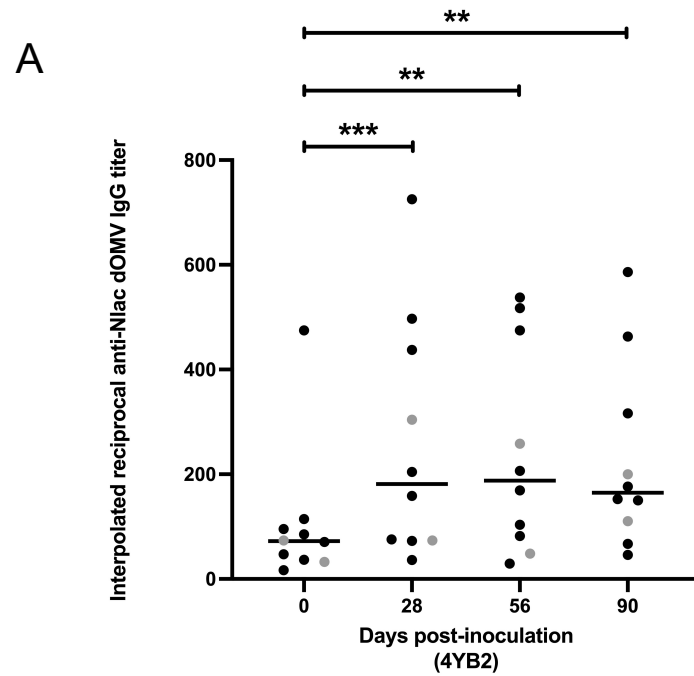 A
**
**
***
Interpolated reciprocal anti-Nlac dOMV IgG titer
800
600
400
200
0
0 28 56 90
Days post-inoculation
(4YB2)